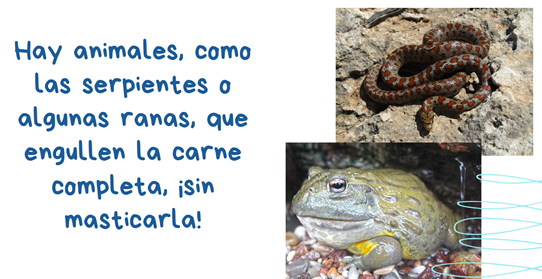 Hay animales, como
las serpientes o
algunas ranas, que
engullen la carne
completa, ¡sin
masticarla!